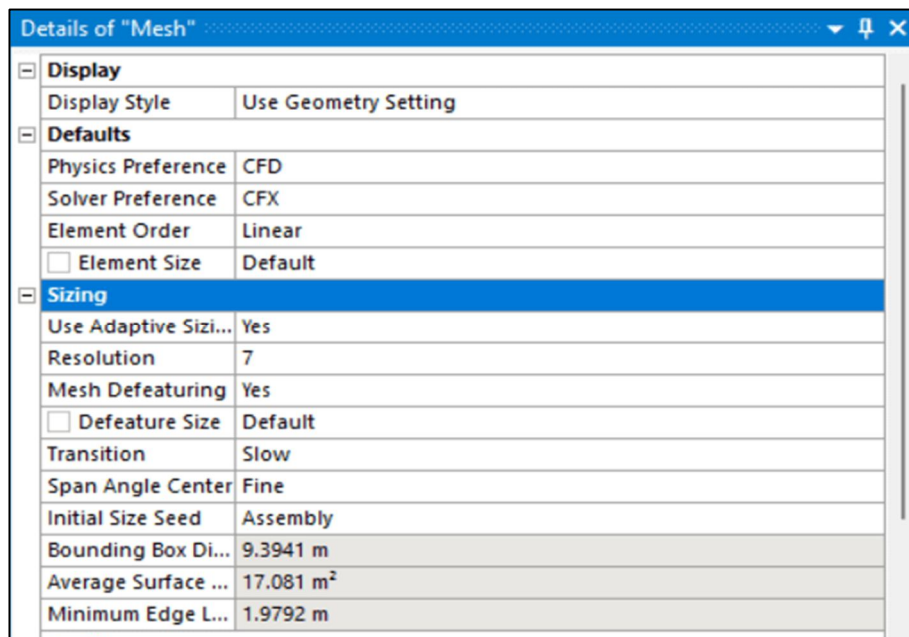 Details of "Mesh"
Display
Display Style Use Geometry Setting
Defaults
Physics Preference CFD
Solver Preference CFX
Element Order Linear
Element Size Default
Sizing
Use Adaptive Sizi... Yes
Resolution 7
Mesh Defeaturing Yes
Defeature Size Default
Transition Slow
Span Angle Center Fine
Initial Size Seed Assembly
Bounding Box Di... 9.3941 m
Average Surface ... 17.081 m²
Minimum Edge L... 1.9792 m